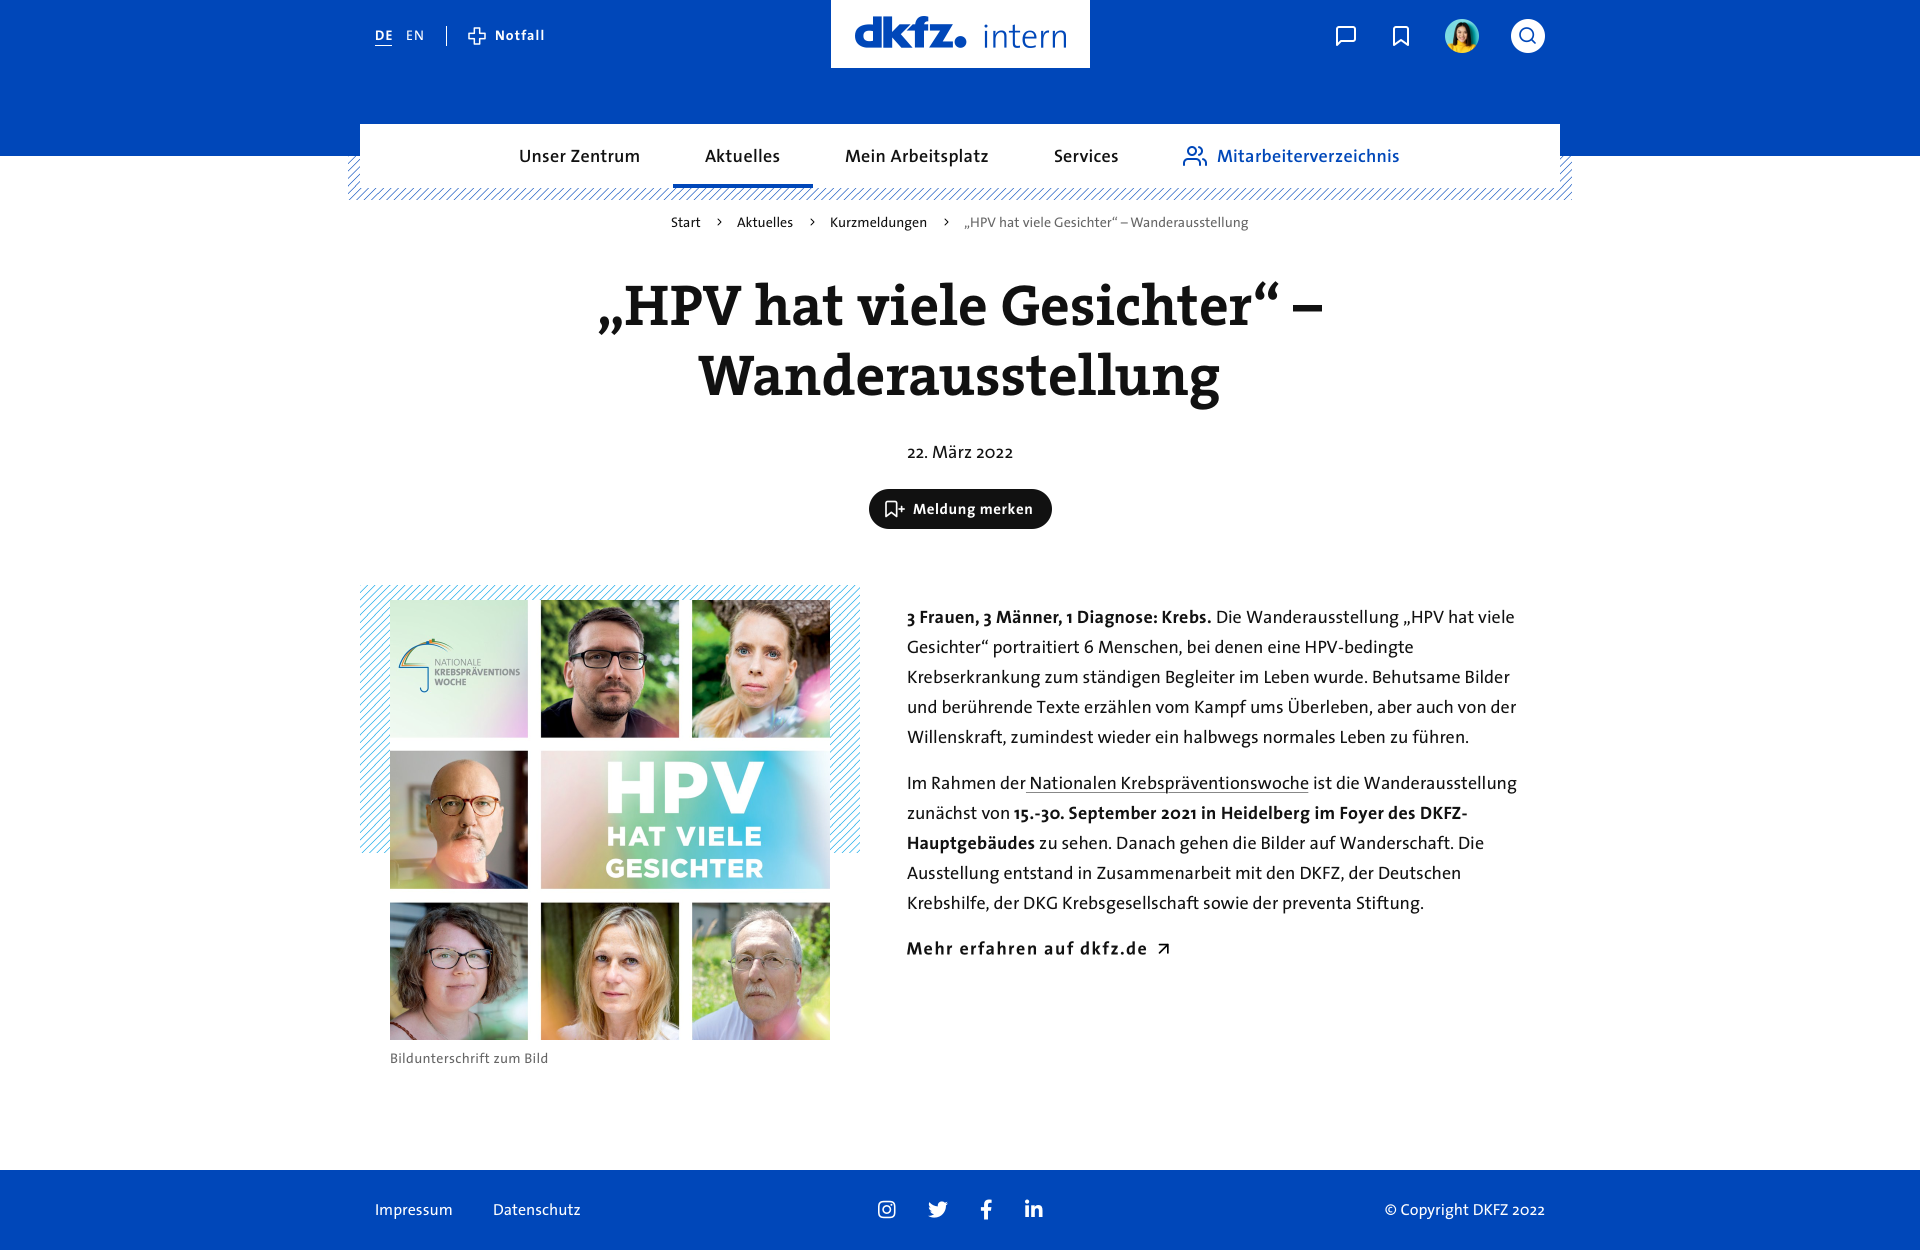 DE EN Notfall
dkfz. intern
Unser Zentrum Aktuelles Mein Arbeitsplatz Services Mitarbeiterverzeichnis
Start > Aktuelles > Kurzmeldungen > „HPV hat viele Gesichter“ – Wanderausstellung
„HPV hat viele Gesichter“ –
Wanderausstellung
22. März 2022
Meldung merken
NATIONALE
KREBSPRÄVENTIONS
WOCHE
HPV
HAT VIELE
GESICHTER
Bildunterschrift zum Bild
3 Frauen, 3 Männer, 1 Diagnose: Krebs. Die Wanderausstellung „HPV hat viele
Gesichter“ portraitiert 6 Menschen, bei denen eine HPV-bedingte
Krebserkrankung zum ständigen Begleiter im Leben wurde. Behutsame Bilder
und berührende Texte erzählen vom Kampf ums Überleben, aber auch von der
Willenskraft, zumindest wieder ein halbwegs normales Leben zu führen.
Im Rahmen der Nationalen Krebspräventionswoche ist die Wanderausstellung
zunächst von 15.-30. September 2021 in Heidelberg im Foyer des DKFZ-
Hauptgebäudes zu sehen. Danach gehen die Bilder auf Wanderschaft. Die
Ausstellung entstand in Zusammenarbeit mit den DKFZ, der Deutschen
Krebshilfe, der DKG Krebsgesellschaft sowie der preventa Stiftung.
Mehr erfahren auf dkfz.de
Impressum Datenschutz
© Copyright DKFZ 2022